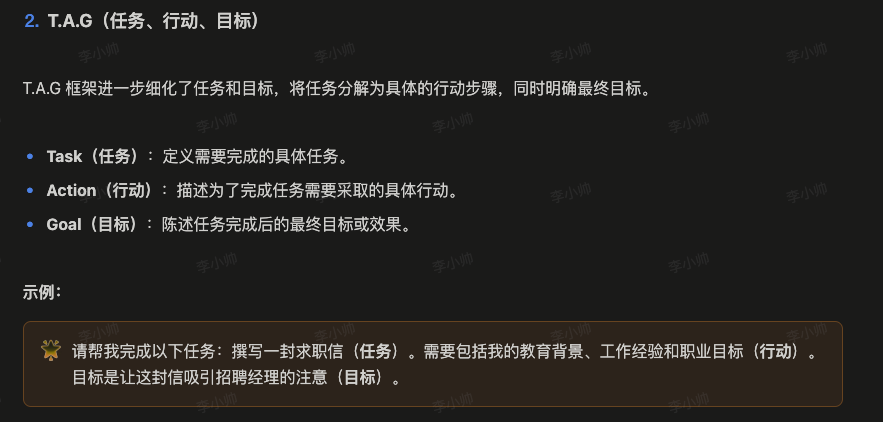 2. T.A.G（任务、行动、目标）
T.A.G 框架进一步细化了任务和目标，将任务分解为具体的行动步骤，同时明确最终目标。
• Task（任务）：定义需要完成的具体任务。
• Action（行动）：描述为了完成任务需要采取的具体行动。
• Goal（目标）：陈述任务完成后的最终目标或效果。
示例：
请帮我完成以下任务：撰写一封求职信（任务）。需要包括我的教育背景、工作经验和职业目标（行动）。
目标是让这封信吸引招聘经理的注意（目标）。
李小帅